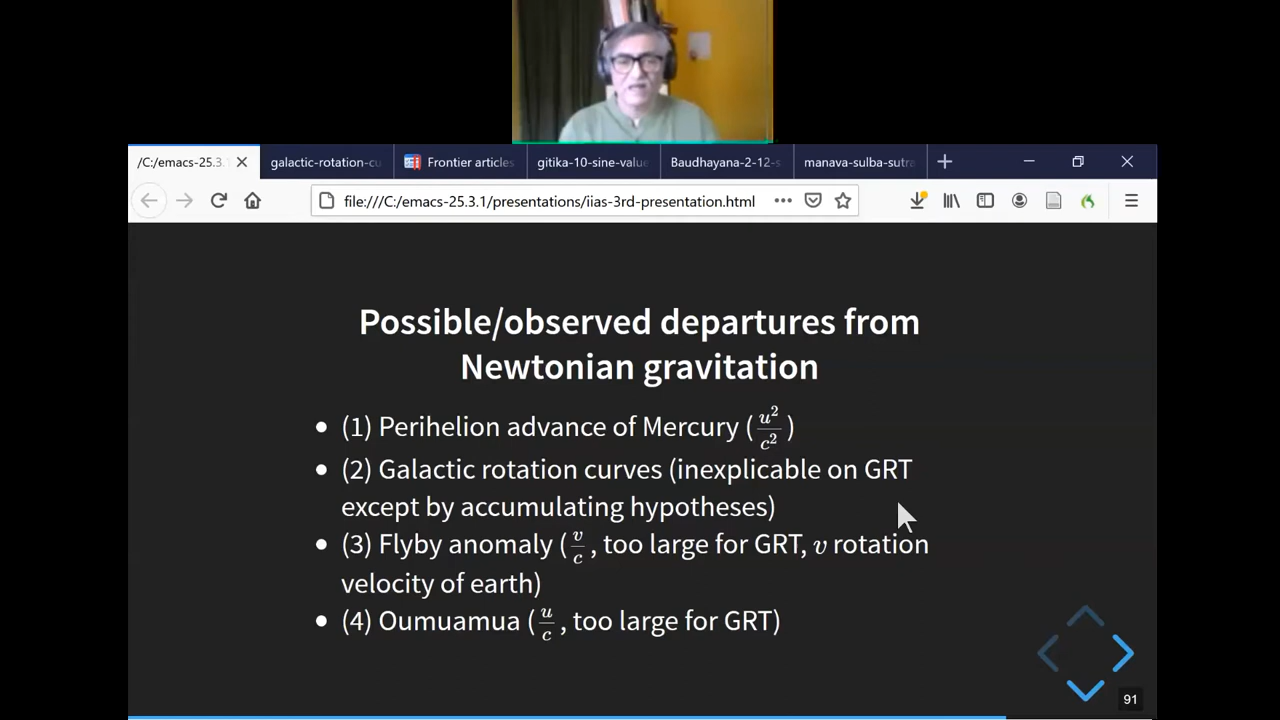 /C:/emacs-25.3.1
galactic-rotation-cu
Frontier articles
gitika-10-sine-value
Baudhayana-2-12-s
manava-sulba-sutra
file:///C:/emacs-25.3.1/presentations/iias-3rd-presentation.html
Possible/observed departures from
Newtonian gravitation
• (1) Perihelion advance of Mercury (u²/c²)
• (2) Galactic rotation curves (inexplicable on GRT
except by accumulating hypotheses)
• (3) Flyby anomaly (v/c, too large for GRT, v rotation
velocity of earth)
• (4) Oumuamua (u/c, too large for GRT)
91